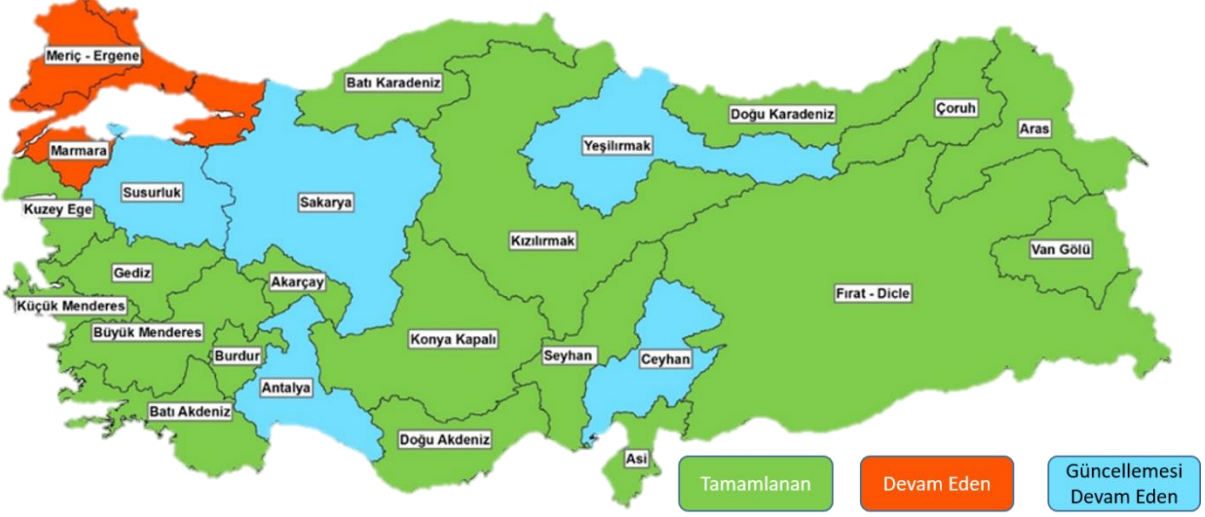 Meriç - Ergene
Batı Karadeniz
Doğu Karadeniz
Çoruh
Aras
Marmara
Yeşilırmak
Susurluk
Sakarya
Kuzey Ege
Kızılırmak
Van Gölü
Gediz
Akarçay
Fırat - Dicle
Küçük Menderes
Büyük Menderes
Konya Kapalı
Burdur
Seyhan
Ceyhan
Antalya
Batı Akdeniz
Doğu Akdeniz
Asi
Tamamlanan
Devam Eden
Güncellemesi
Devam Eden